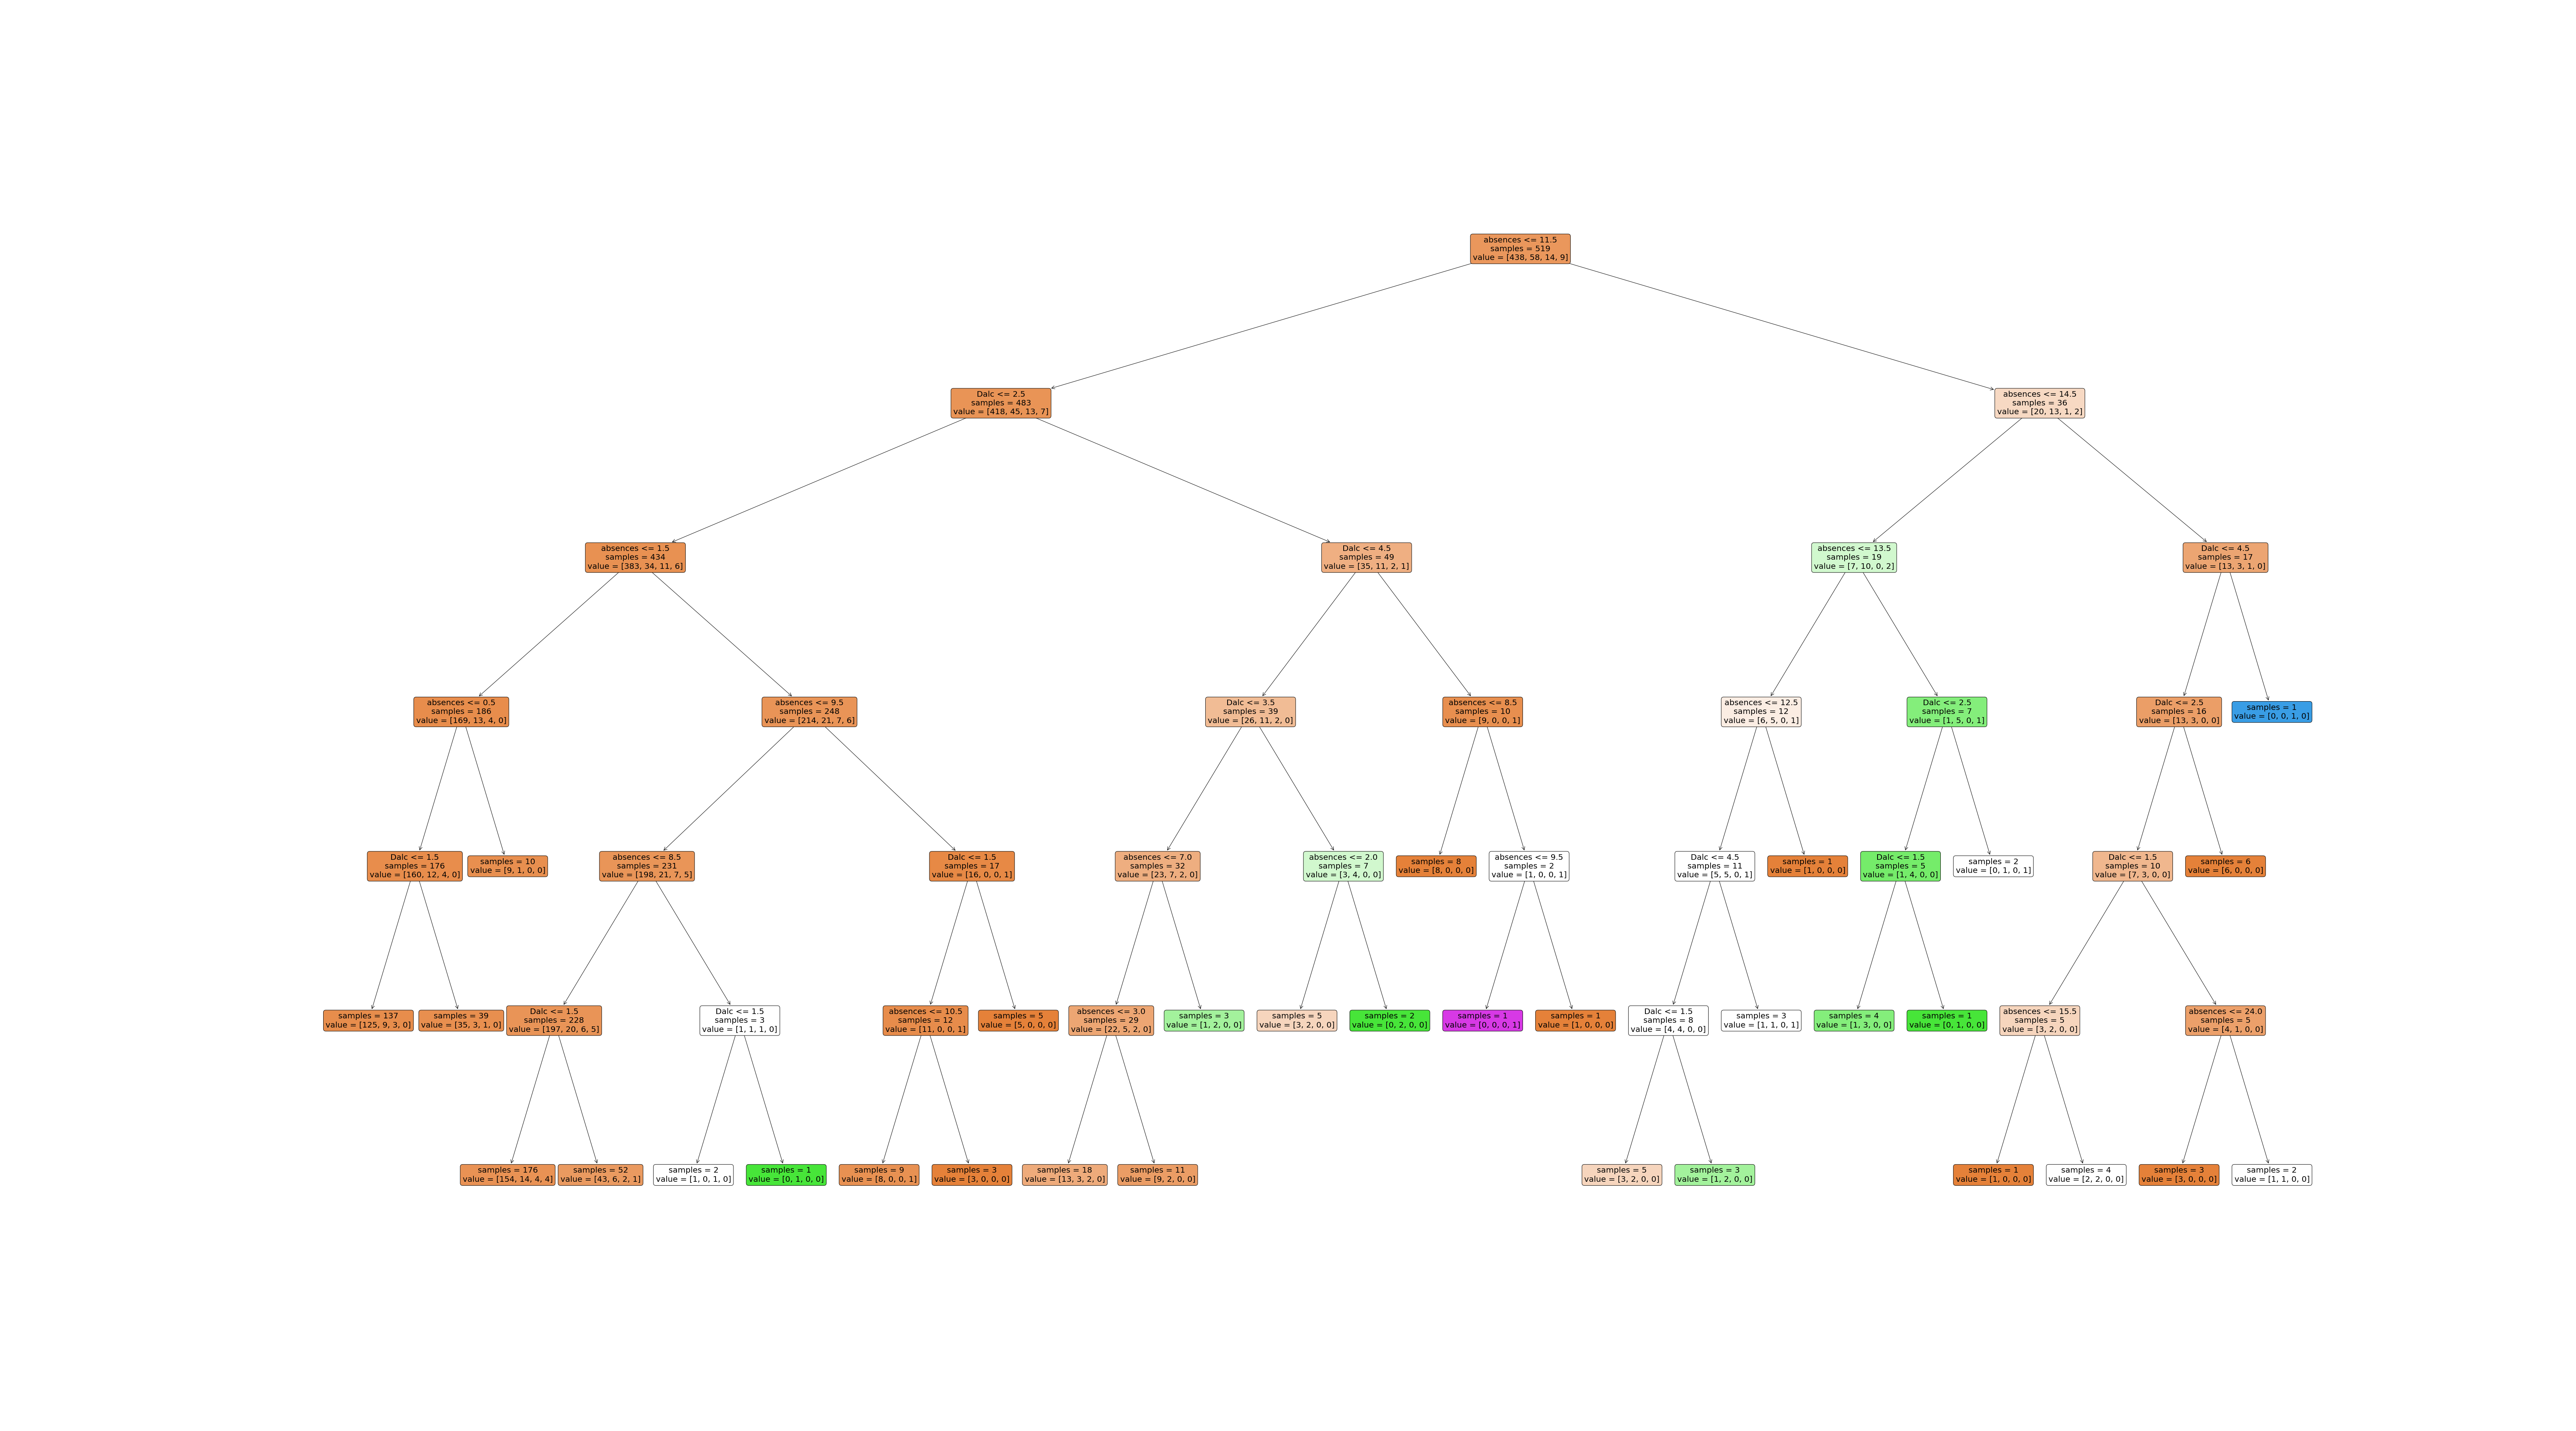 absences <= 11.5
samples = 519
value = [438, 58, 14, 9]
Dalc <= 2.5
samples = 483
value = [418, 45, 13, 7]
absences <= 14.5
samples = 36
value = [20, 13, 1, 2]
absences <= 1.5
samples = 434
value = [383, 34, 11, 6]
Dalc <= 4.5
samples = 49
value = [35, 11, 2, 1]
absences <= 13.5
samples = 19
value = [7, 10, 0, 2]
Dalc <= 4.5
samples = 17
value = [13, 3, 1, 0]
absences <= 0.5
samples = 186
value = [169, 13, 4, 0]
absences <= 9.5
samples = 248
value = [214, 21, 7, 6]
Dalc <= 3.5
samples = 39
value = [26, 11, 2, 0]
absences <= 8.5
samples = 10
value = [9, 0, 0, 1]
absences <= 12.5
samples = 12
value = [6, 5, 0, 1]
Dalc <= 2.5
samples = 7
value = [1, 5, 0, 1]
Dalc <= 2.5
samples = 16
value = [13, 3, 0, 0]
samples = 1
value = [0, 0, 1, 0]
Dalc <= 1.5
samples = 176
value = [160, 12, 4, 0]
samples = 10
value = [9, 1, 0, 0]
absences <= 8.5
samples = 231
value = [198, 21, 7, 5]
Dalc <= 1.5
samples = 17
value = [16, 0, 0, 1]
absences <= 7.0
samples = 32
value = [23, 7, 2, 0]
absences <= 2.0
samples = 7
value = [3, 4, 0, 0]
samples = 8
value = [8, 0, 0, 0]
absences <= 9.5
samples = 2
value = [1, 0, 0, 1]
Dalc <= 4.5
samples = 11
value = [5, 5, 0, 1]
samples = 1
value = [1, 0, 0, 0]
Dalc <= 1.5
samples = 5
value = [1, 4, 0, 0]
samples = 2
value = [0, 1, 0, 1]
Dalc <= 1.5
samples = 10
value = [7, 3, 0, 0]
samples = 6
value = [6, 0, 0, 0]
samples = 137
value = [125, 9, 3, 0]
samples = 39
value = [35, 3, 1, 0]
Dalc <= 1.5
samples = 228
value = [197, 20, 6, 5]
Dalc <= 1.5
samples = 3
value = [1, 1, 1, 0]
absences <= 10.5
samples = 12
value = [11, 0, 0, 1]
samples = 5
value = [5, 0, 0, 0]
absences <= 3.0
samples = 29
value = [22, 5, 2, 0]
samples = 3
value = [1, 2, 0, 0]
samples = 5
value = [3, 2, 0, 0]
samples = 2
value = [0, 2, 0, 0]
samples = 1
value = [0, 0, 0, 1]
samples = 1
value = [1, 0, 0, 0]
Dalc <= 1.5
samples = 8
value = [4, 4, 0, 0]
samples = 3
value = [1, 1, 0, 1]
samples = 4
value = [1, 3, 0, 0]
samples = 1
value = [0, 1, 0, 0]
absences <= 15.5
samples = 5
value = [3, 2, 0, 0]
absences <= 24.0
samples = 5
value = [4, 1, 0, 0]
samples = 176
value = [154, 14, 4, 4]
samples = 52
value = [43, 6, 2, 1]
samples = 2
value = [1, 0, 1, 0]
samples = 1
value = [0, 1, 0, 0]
samples = 9
value = [8, 0, 0, 1]
samples = 3
value = [3, 0, 0, 0]
samples = 18
value = [13, 3, 2, 0]
samples = 11
value = [9, 2, 0, 0]
samples = 5
value = [3, 2, 0, 0]
samples = 3
value = [1, 2, 0, 0]
samples = 1
value = [1, 0, 0, 0]
samples = 4
value = [2, 2, 0, 0]
samples = 3
value = [3, 0, 0, 0]
samples = 2
value = [1, 1, 0, 0]